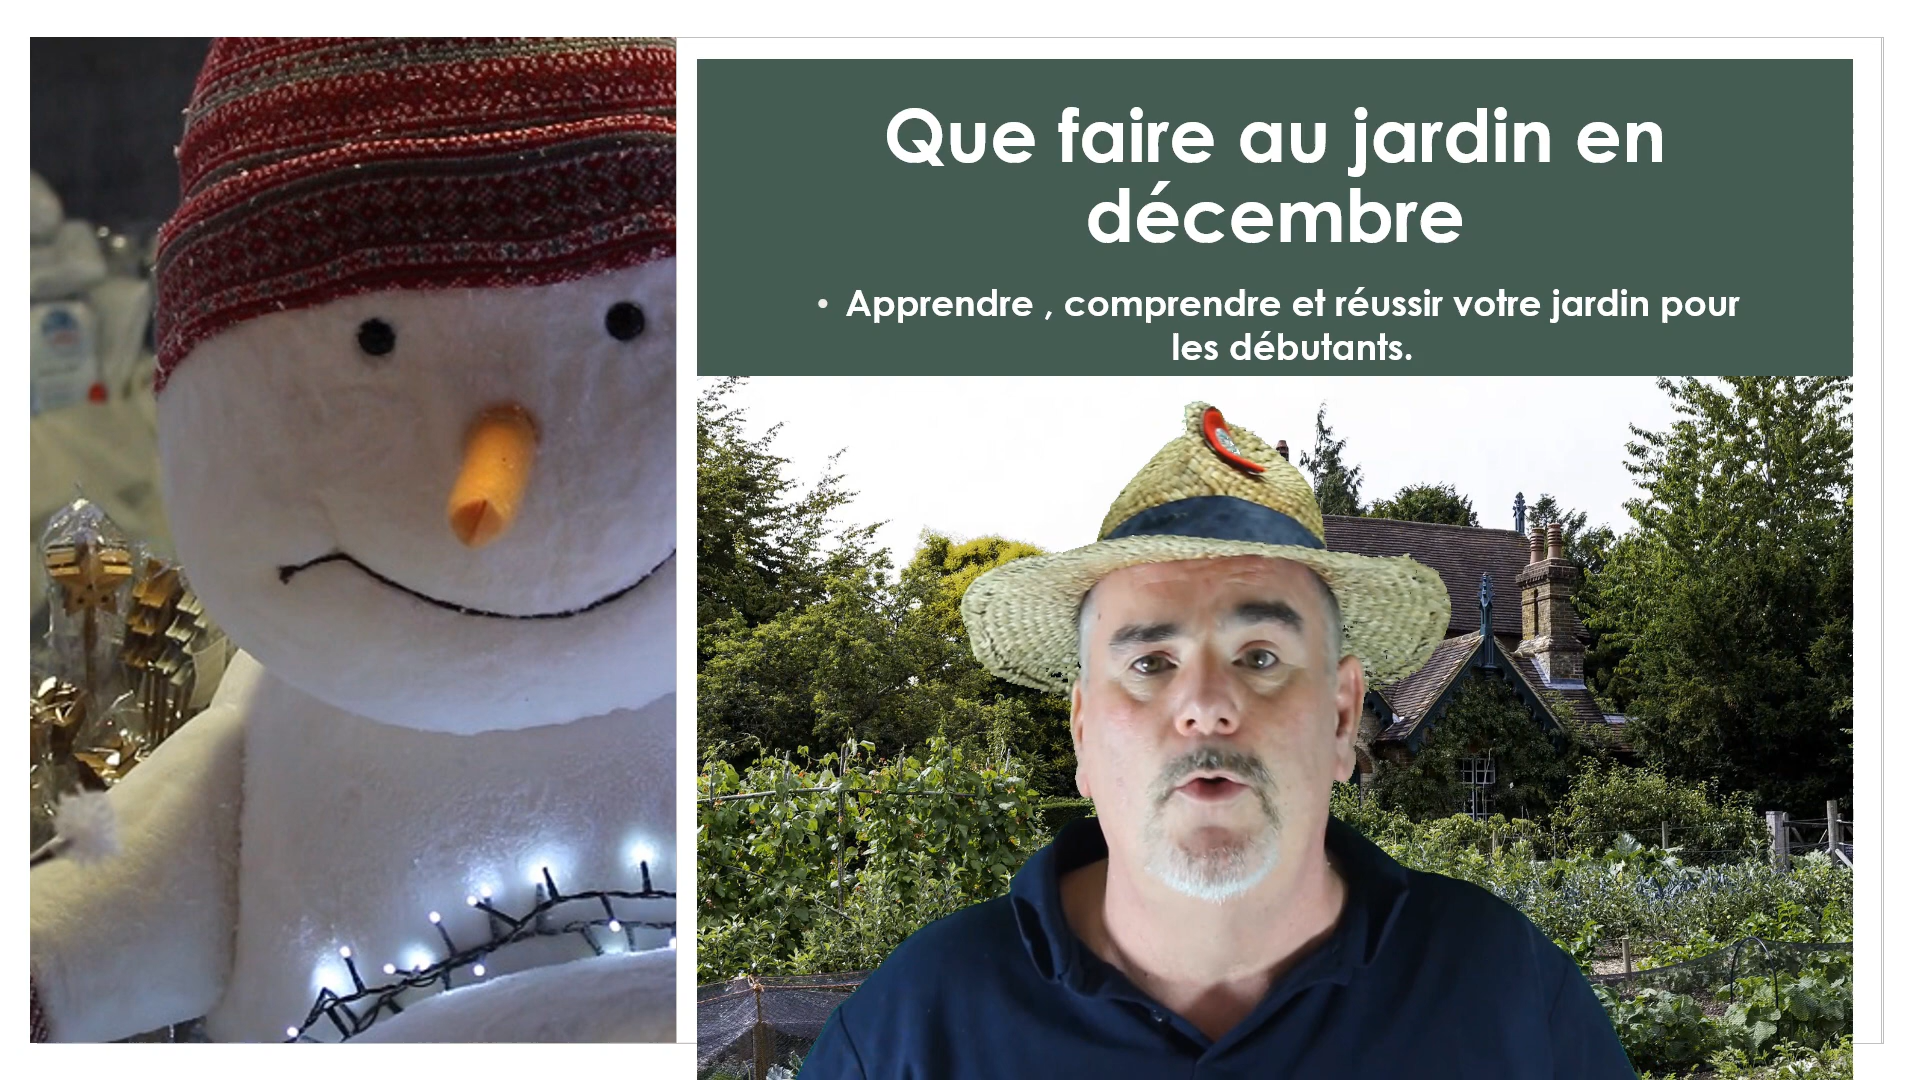 Que faire au jardin en
décembre
• Apprendre , comprendre et réussir votre jardin pour
les débutants.